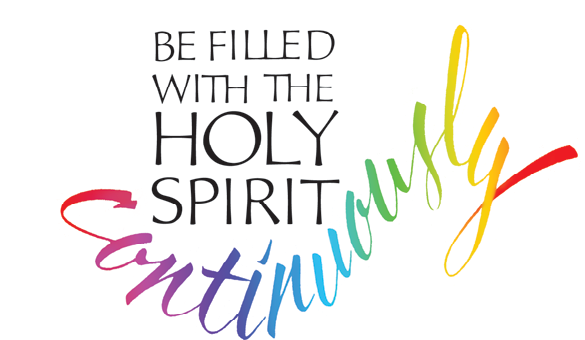 BE FILLED
WITH THE
HOLY
SPIRIT
Continuously